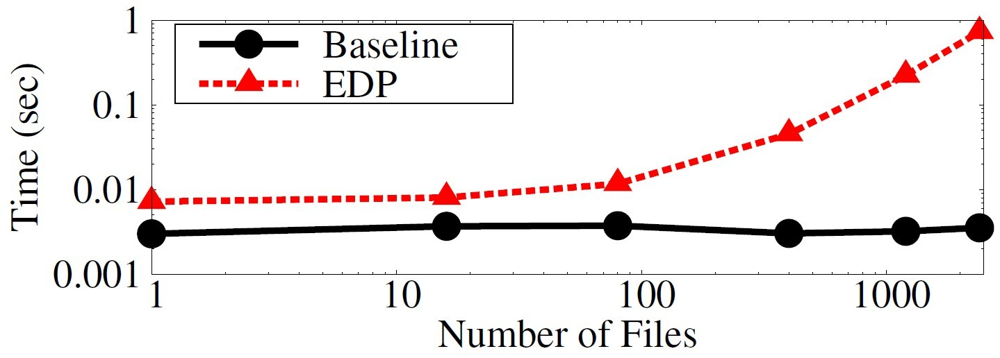 Time (sec)
1
0.1
0.01
0.001
Baseline
EDP
1 10 100 1000
Number of Files